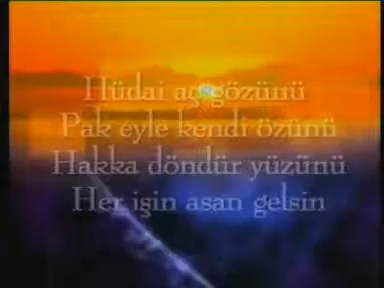 Hüdai aç gözünü
Pak eyle kendi özünü
Hakka döndür yüzünü
Her işin asan gelsin